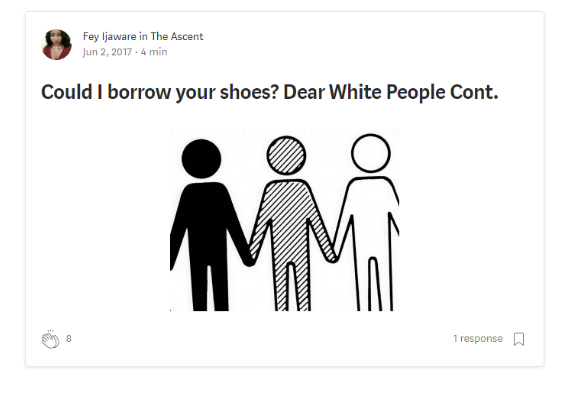 Fey Ijaware in The Ascent
Jun 2, 2017 · 4 min
Could I borrow your shoes? Dear White People Cont.
8
1 response